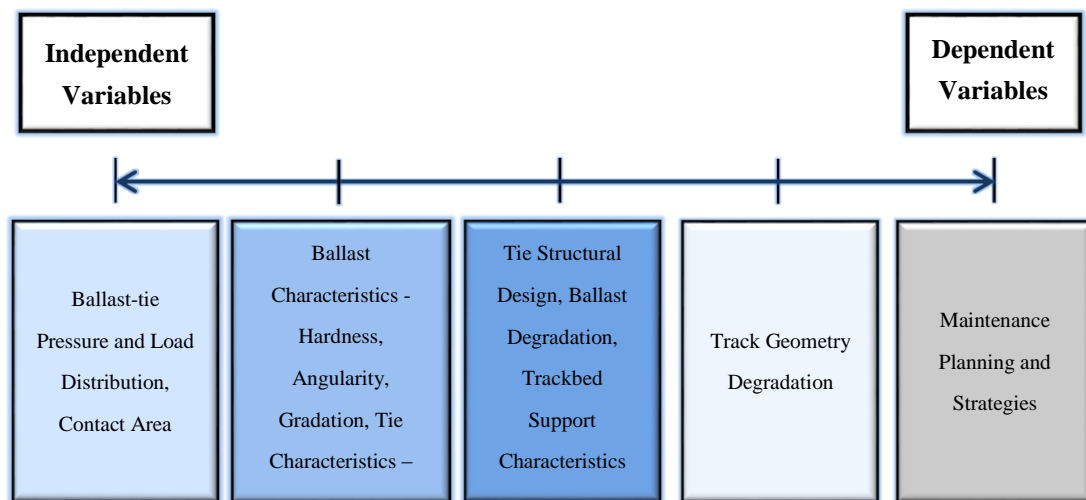 Independent
Variables
Dependent
Variables
Ballast-tie
Pressure and Load
Distribution,
Contact Area
Ballast
Characteristics -
Hardness,
Angularity,
Gradation, Tie
Characteristics –
Tie Structural
Design, Ballast
Degradation,
Trackbed
Support
Characteristics
Track Geometry
Degradation
Maintenance
Planning and
Strategies